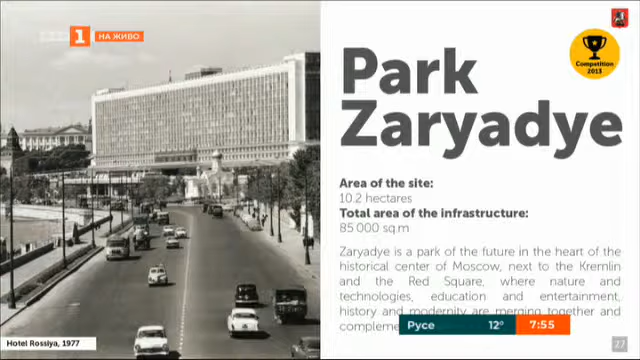 1 НА ЖИВО
Competition
2013
Park
Zaryadye
Area of the site:
10.2 hectares
Total area of the infrastructure:
85 000 sq.m
Zaryadye is a park of the future in the heart of the
historical center of Moscow, next to the Kremlin
and the Red Square, where nature and
technologies, education and entertainment,
history and modernity are merging together and
Русе 12° 7:55
Hotel Rossiya, 1977
27